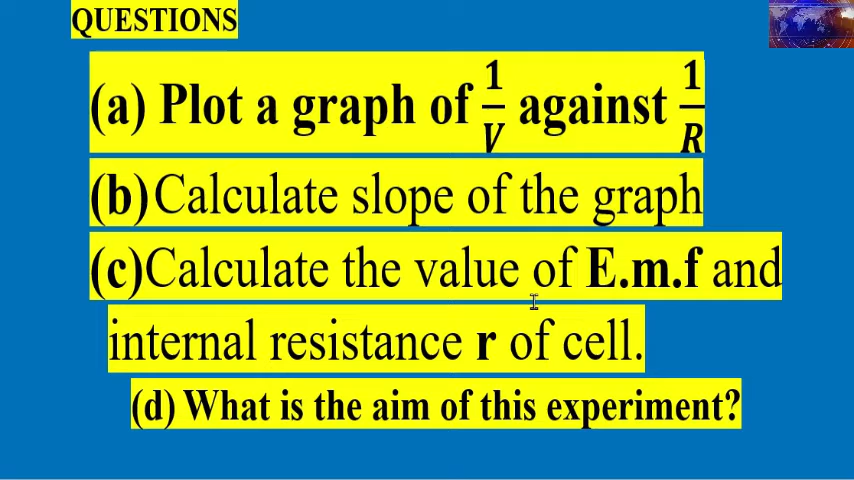 QUESTIONS
(a) Plot a graph of 1/V against 1/R
(b) Calculate slope of the graph
(c) Calculate the value of E.m.f and
internal resistance r of cell.
(d) What is the aim of this experiment?